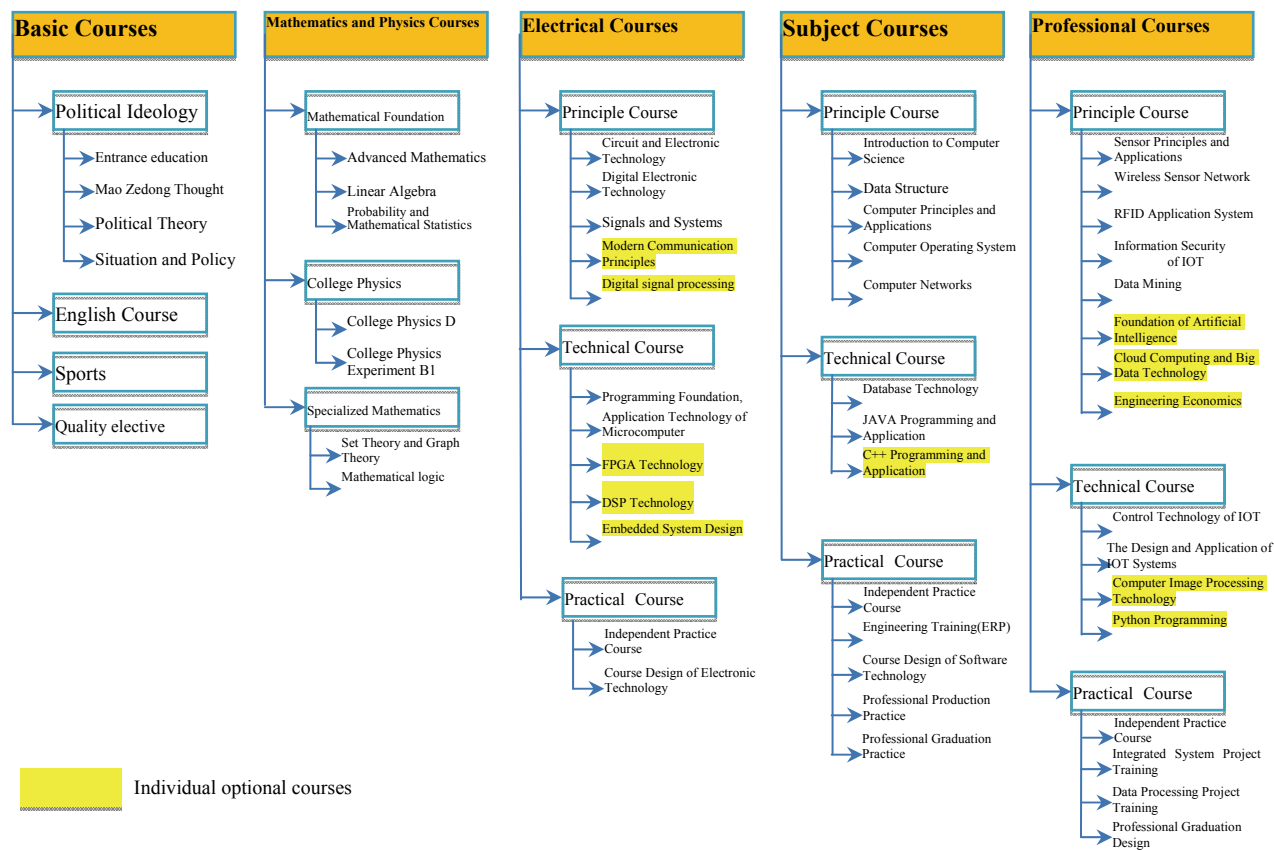 Basic Courses
Political Ideology
Entrance education
Mao Zedong Thought
Political Theory
Situation and Policy
English Course
Sports
Quality elective
Mathematics and Physics Courses
Mathematical Foundation
Advanced Mathematics
Linear Algebra
Probability and
Mathematical Statistics
College Physics
College Physics D
College Physics
Experiment B1
Specialized Mathematics
Set Theory and Graph
Theory
Mathematical logic
Electrical Courses
Principle Course
Circuit and Electronic
Technology
Digital Electronic
Technology
Signals and Systems
Modern Communication
Principles
Digital signal processing
Technical Course
Programming Foundation,
Application Technology of
Microcomputer
FPGA Technology
DSP Technology
Embedded System Design
Practical Course
Independent Practice
Course
Course Design of Electronic
Technology
Subject Courses
Principle Course
Introduction to Computer
Science
Data Structure
Computer Principles and
Applications
Computer Operating System
Computer Networks
Technical Course
Database Technology
JAVA Programming and
Application
C++ Programming and
Application
Practical Course
Independent Practice
Course
Engineering Training(ERP)
Course Design of Software
Technology
Professional Production
Practice
Professional Graduation
Practice
Professional Courses
Principle Course
Sensor Principles and
Applications
Wireless Sensor Network
RFID Application System
Information Security
of IOT
Data Mining
Foundation of Artificial
Intelligence
Cloud Computing and Big
Data Technology
Engineering Economics
Technical Course
Control Technology of IOT
The Design and Application of
IOT Systems
Computer Image Processing
Technology
Python Programming
Practical Course
Independent Practice
Course
Integrated System Project
Training
Data Processing Project
Training
Professional Graduation
Design
Individual optional courses